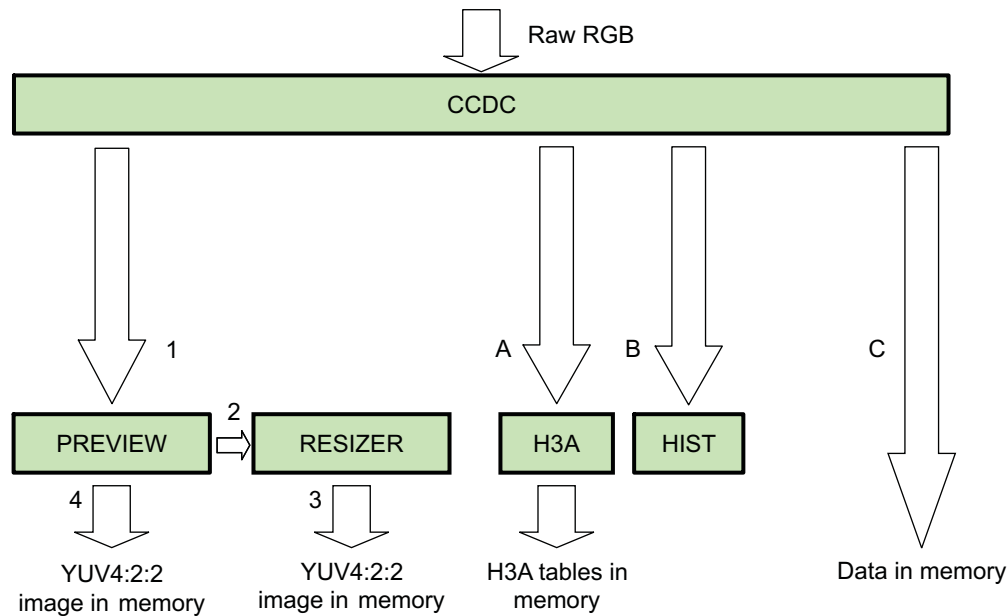 Raw RGB
CCDC
1
A
B
C
2
PREVIEW
RESIZER
H3A
HIST
4
3
YUV4:2:2
image in memory
YUV4:2:2
image in memory
H3A tables in
memory
Data in memory